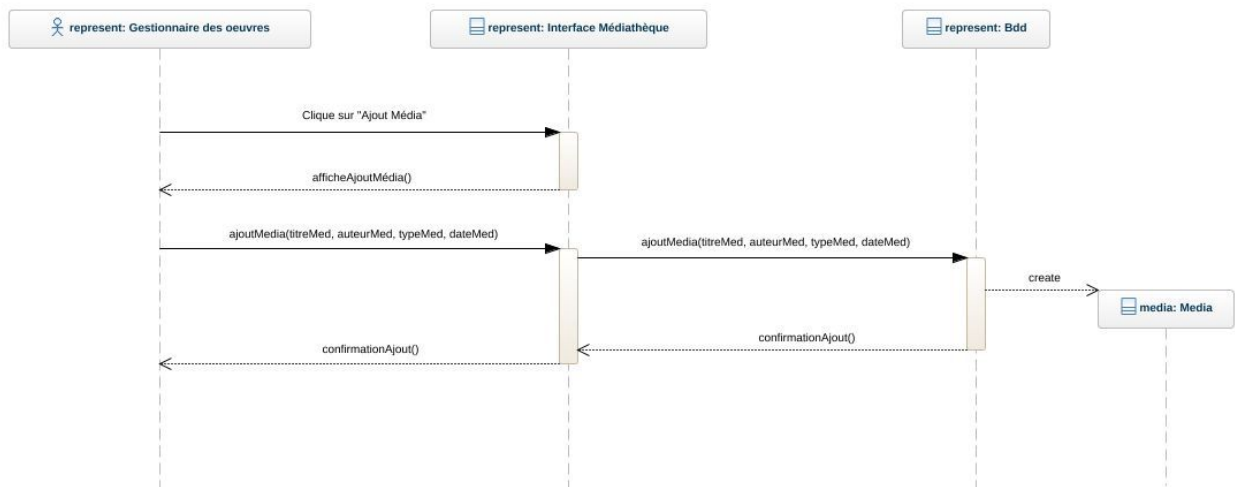 represent: Gestionnaire des oeuvres
represent: Interface Médiathèque
represent: Bdd
Clique sur "Ajout Média"
afficheAjoutMédia()
ajoutMedia(titreMed, auteurMed, typeMed, dateMed)
ajoutMedia(titreMed, auteurMed, typeMed, dateMed)
create
media: Media
confirmationAjout()
confirmationAjout()